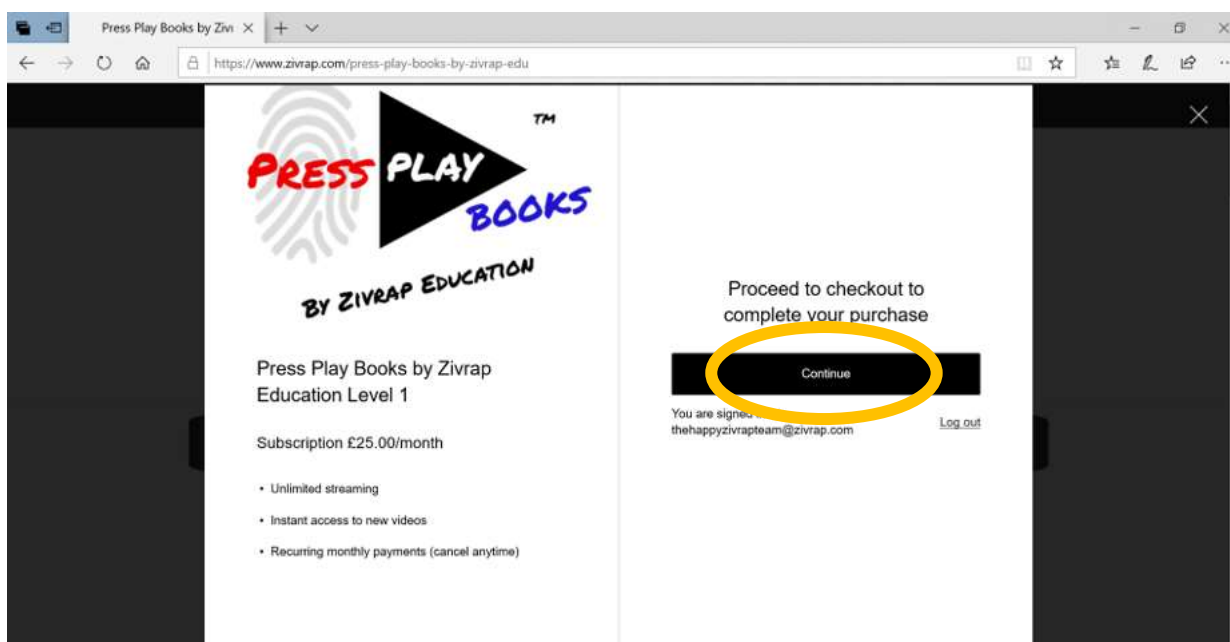 Press Play Books by Zivr
https://www.zivrap.com/press-play-books-by-zivrap-edu
TM
PRESS PLAY
BOOKS
BY ZIVRAP EDUCATION
Press Play Books by Zivrap
Education Level 1
Subscription £25.00/month
• Unlimited streaming
• Instant access to new videos
• Recurring monthly payments (cancel anytime)
Proceed to checkout to
complete your purchase
Continue
You are signed
thehappyzivrapteam@zivrap.com
Log out